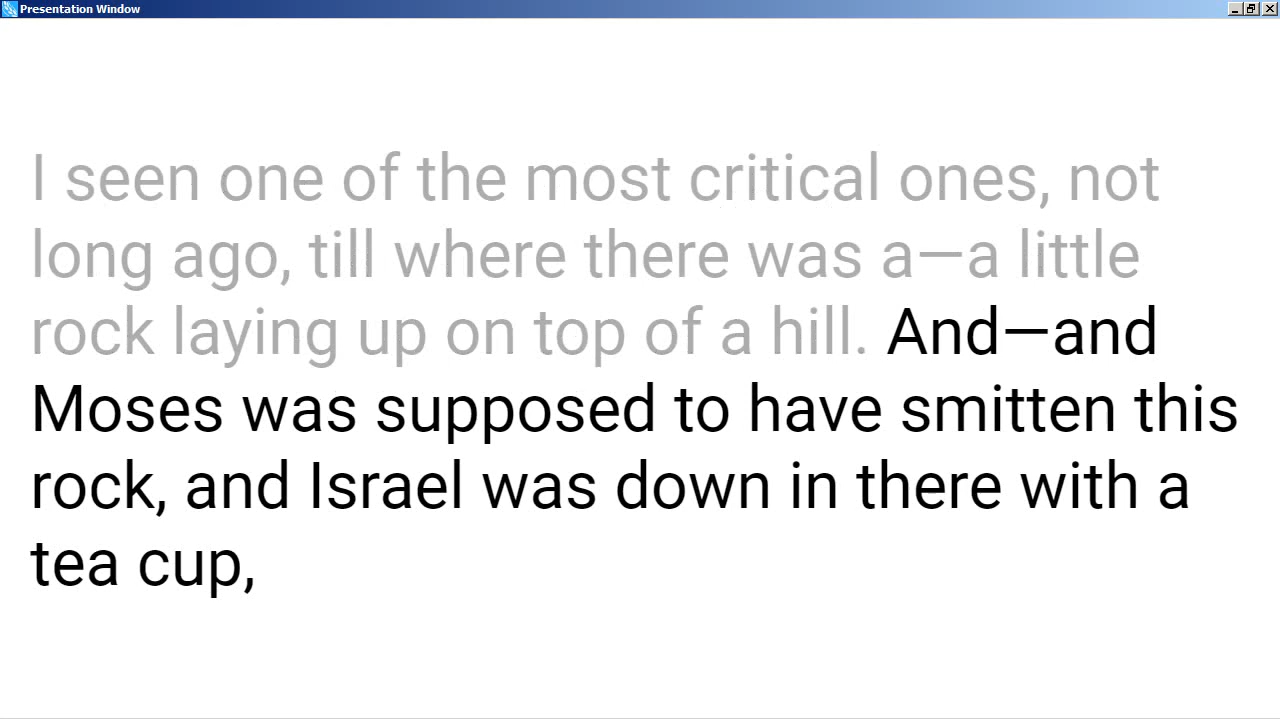 Presentation Window
I seen one of the most critical ones, not
long ago, till where there was a—a little
rock laying up on top of a hill. And—and
Moses was supposed to have smitten this
rock, and Israel was down in there with a
tea cup,